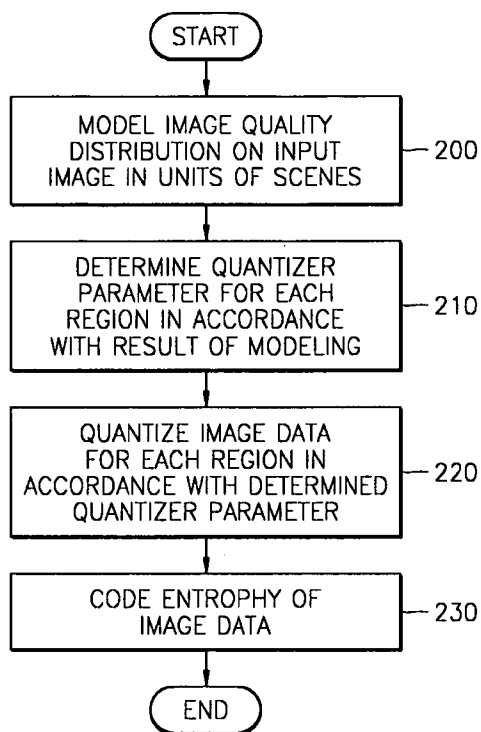 START
MODEL IMAGE QUALITY
DISTRIBUTION ON INPUT
IMAGE IN UNITS OF SCENES
200
DETERMINE QUANTIZER
PARAMETER FOR EACH
REGION IN ACCORDANCE
WITH RESULT OF MODELING
210
QUANTIZE IMAGE DATA
FOR EACH REGION IN
ACCORDANCE WITH DETERMINED
QUANTIZER PARAMETER
220
CODE ENTROPHY OF
IMAGE DATA
230
END